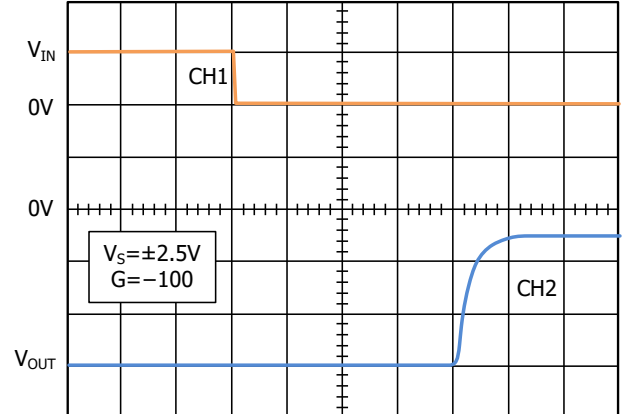 V_IN
CH1
0V
0V
V_S=±2.5V
G=−100
CH2
V_OUT